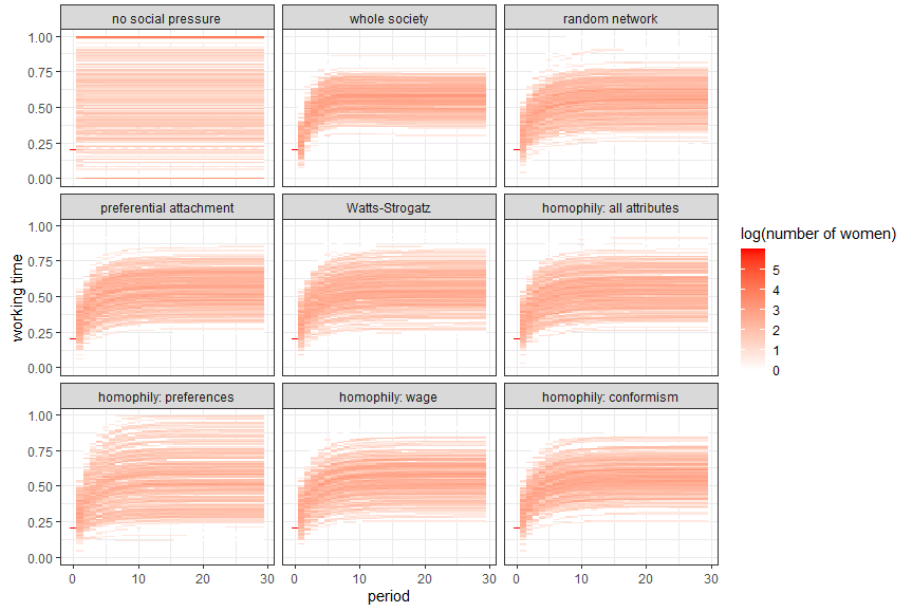 no social pressure
whole society
random network
1.00
0.75
0.50
0.25
0.00
preferential attachment
Watts-Strogatz
homophily: all attributes
1.00
0.75
0.50
0.25
0.00
working time
homophily: preferences
homophily: wage
homophily: conformism
1.00
0.75
0.50
0.25
0.00
0 10 20 30
0 10 20 30
0 10 20 30
period
log(number of women)
5
4
3
2
1
0